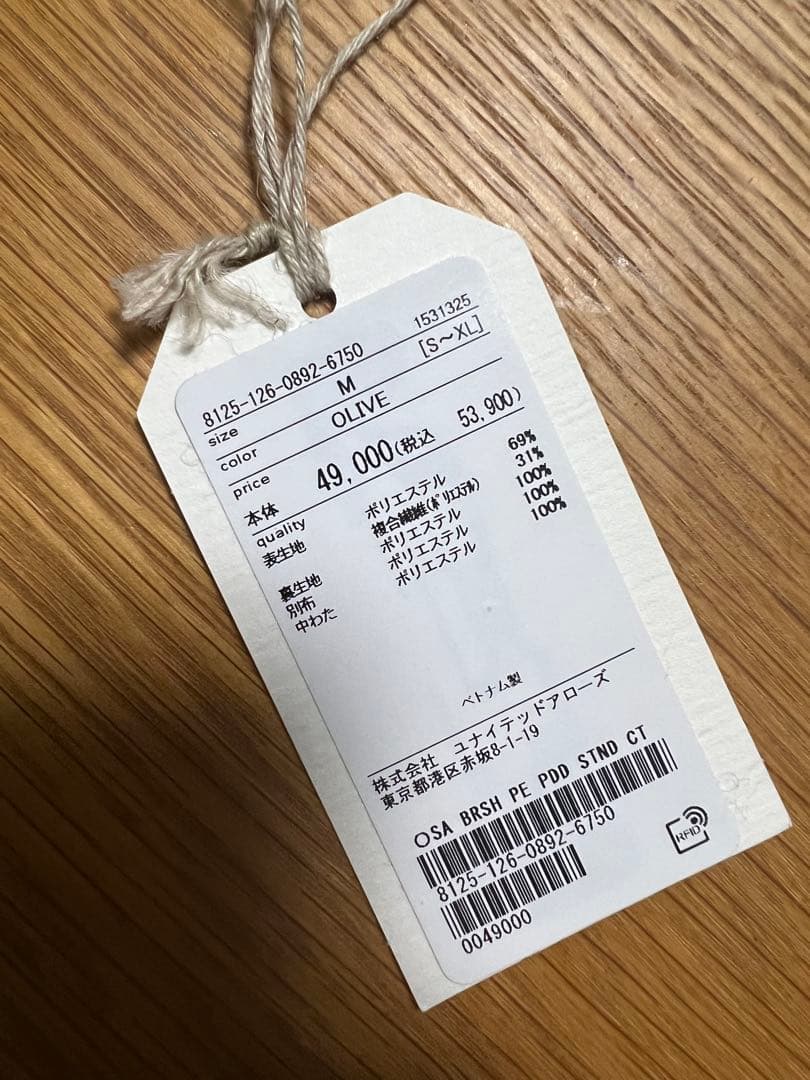 8125-126-0892-6750 1531325
size M [S〜XL]
color OLIVE
price 49,000(税込 53,900)
本体
quality ポリエステル 69%
表生地 複合繊維(ポリエステル) 31%
ポリエステル 100%
裏生地 ポリエステル 100%
別布 ポリエステル 100%
中わた
ベトナム製
株式会社 ユナイテッドアローズ
東京都港区赤坂8-1-19
OSA BRSH PE PDD STND CT
8125-126-0892-6750
0049000
RFID